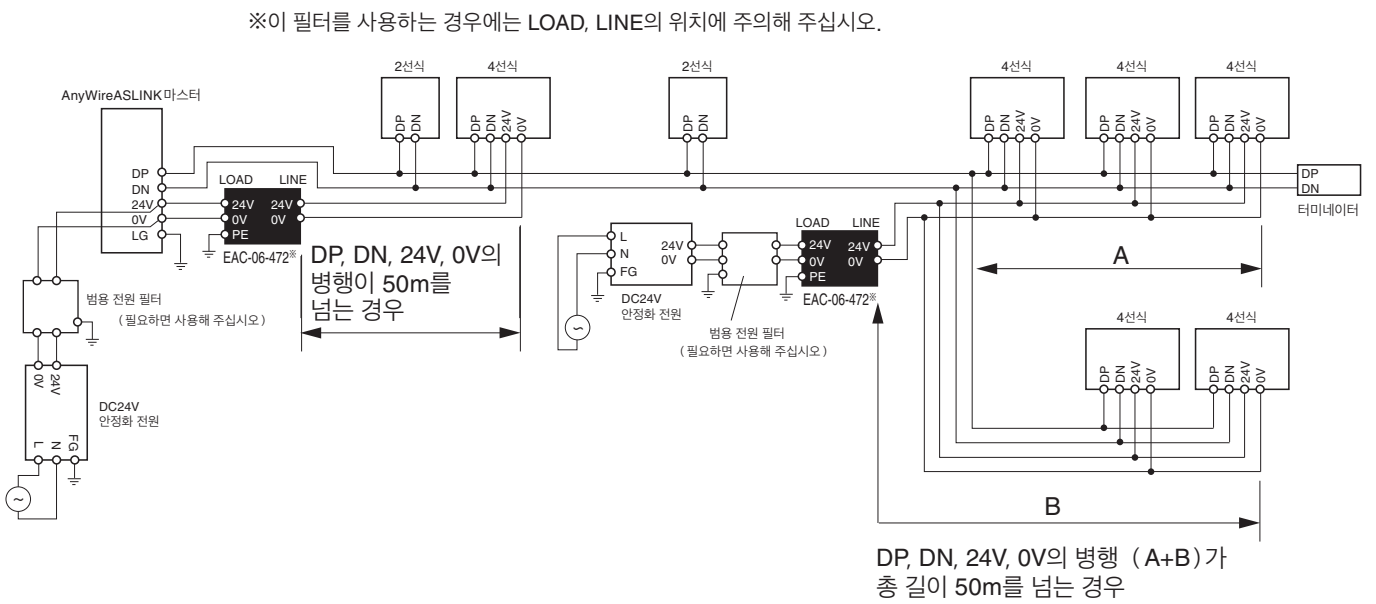 ※이 필터를 사용하는 경우에는 LOAD, LINE의 위치에 주의해 주십시오.
2선식 4선식 2선식 4선식 4선식 4선식
AnyWireASLINK마스터
DP DN DP DN 24V 0V DP DN DP DN 24V 0V DP DN 24V 0V DP DN 24V 0V
DP
DN
24V
0V
LG
LOAD LINE
24V 24V
0V 0V
PE
EAC-06-472※
DP, DN, 24V, 0V의
병행이 50m를
넘는 경우
범용 전원 필터
(필요하면 사용해 주십시오)
0V 24V
DC24V
안정화 전원
L N FG
~
L
N
FG
24V
0V
DC24V
안정화 전원
~
범용 전원 필터
(필요하면 사용해 주십시오)
LOAD LINE
24V 24V
0V 0V
PE
EAC-06-472※
DP
DN
터미네이터
A
4선식 4선식
DP DN 24V 0V DP DN 24V 0V
B
DP, DN, 24V, 0V의 병행 (A+B)가
총 길이 50m를 넘는 경우